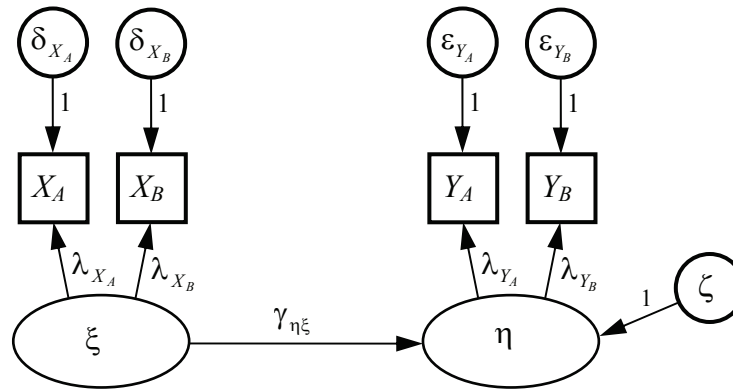 δ_{X_A} δ_{X_B} ε_{Y_A} ε_{Y_B}
1 1 1 1
X_A X_B Y_A Y_B
λ_{X_A} λ_{X_B} λ_{Y_A} λ_{Y_B}
ζ
1
γ_{ηξ}
ξ η